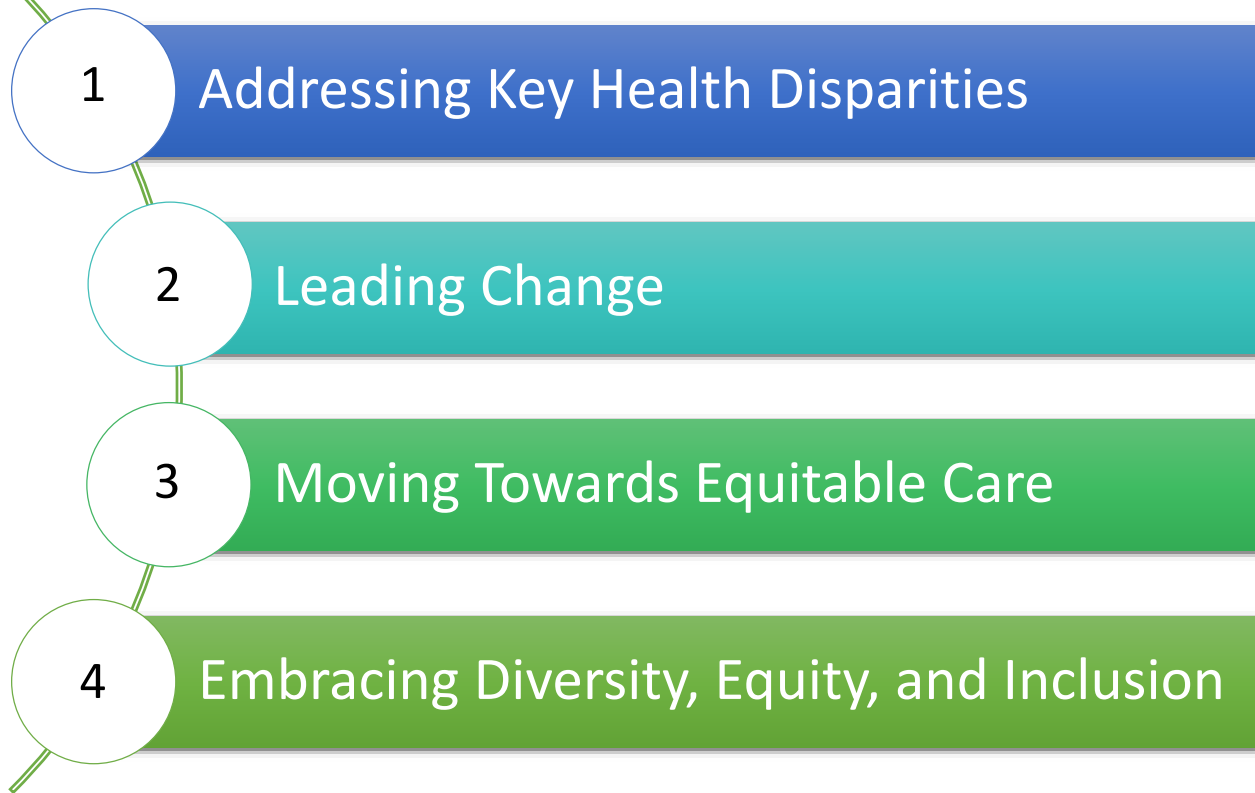 1
Addressing Key Health Disparities
2
Leading Change
3
Moving Towards Equitable Care
4
Embracing Diversity, Equity, and Inclusion